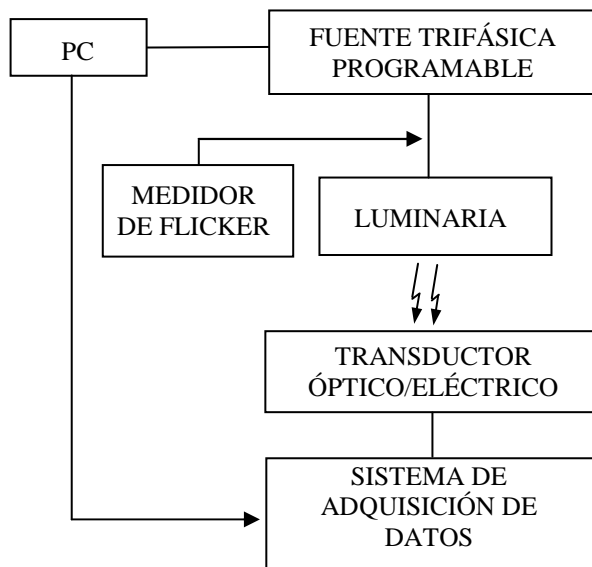 PC
FUENTE TRIFÁSICA
PROGRAMABLE
MEDIDOR
DE FLICKER
LUMINARIA
TRANSDUCTOR
ÓPTICO/ELÉCTRICO
SISTEMA DE
ADQUISICIÓN DE
DATOS